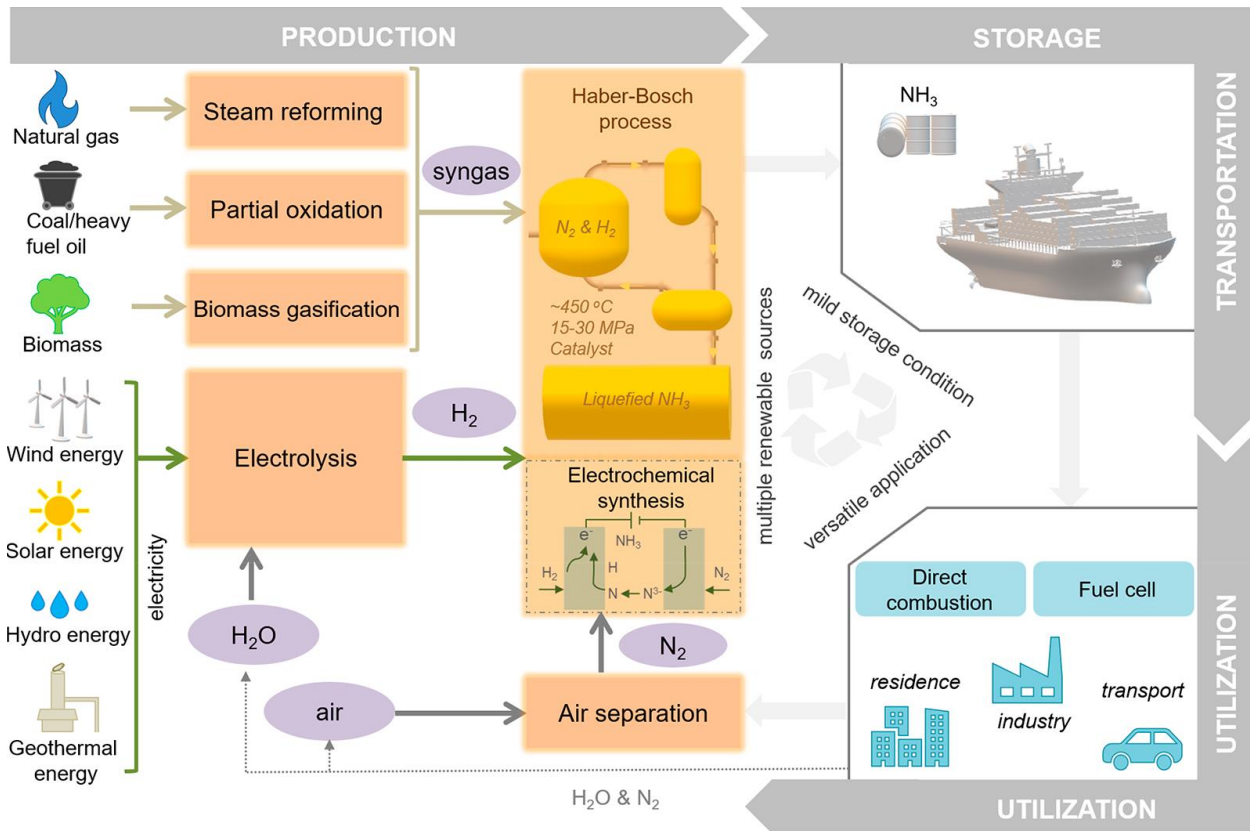 PRODUCTION
STORAGE
TRANSPORTATION
UTILIZATION
UTILIZATION
Natural gas
Coal/heavy
fuel oil
Biomass
Wind energy
Solar energy
Hydro energy
Geothermal
energy
electricity
Steam reforming
Partial oxidation
Biomass gasification
Electrolysis
syngas
H₂
H₂O
air
N₂
Air separation
Haber-Bosch
process
N₂ & H₂
~450 °C
15-30 MPa
Catalyst
Liquefied NH₃
Electrochemical
synthesis
e⁻
e⁻
NH₃
H₂
H
N
N³⁻
N₂
multiple renewable sources
mild storage condition
versatile application
NH₃
Direct
combustion
Fuel cell
residence
industry
transport
H₂O & N₂